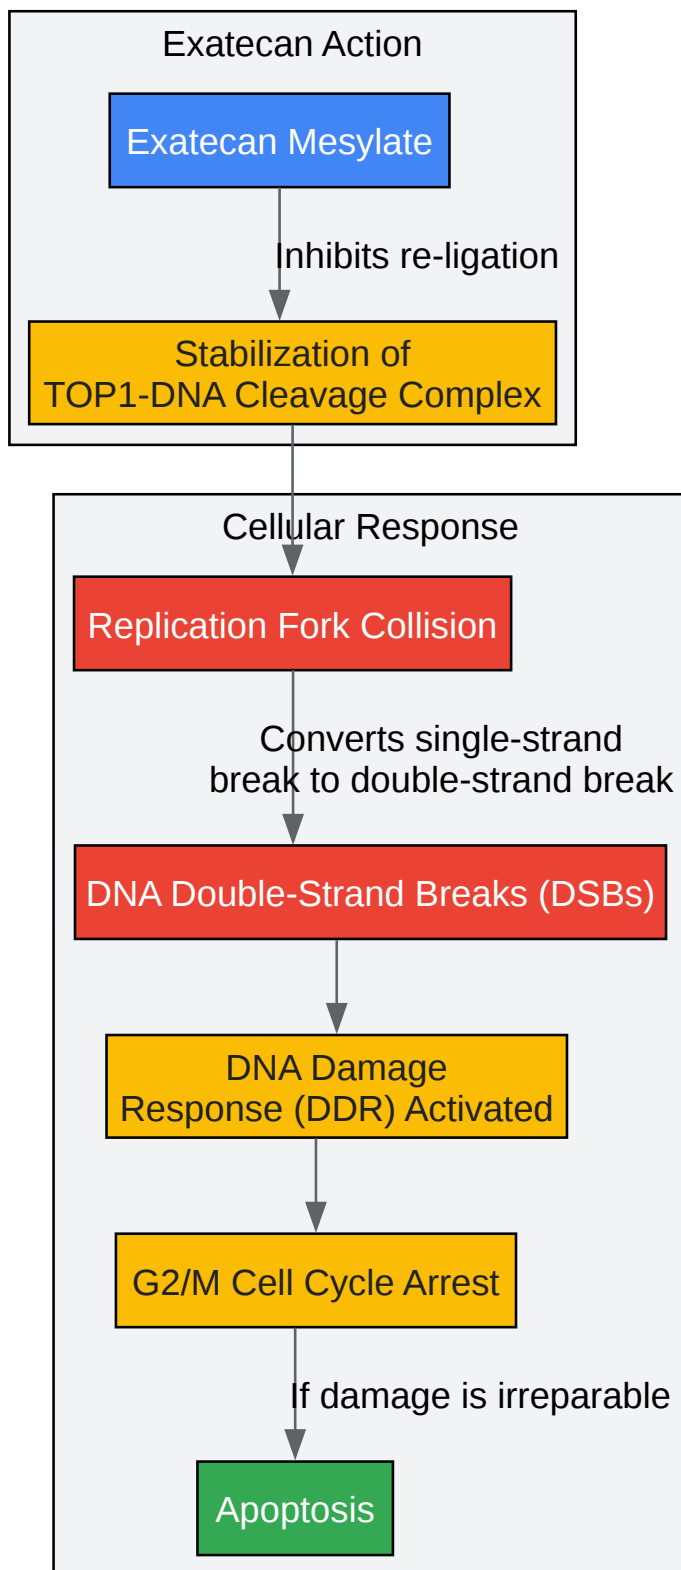 Exatecan Action
Exatecan Mesylate
Inhibits re-ligation
Stabilization of
TOP1-DNA Cleavage Complex
Cellular Response
Replication Fork Collision
Converts single-strand
break to double-strand break
DNA Double-Strand Breaks (DSBs)
DNA Damage
Response (DDR) Activated
G2/M Cell Cycle Arrest
If damage is irreparable
Apoptosis